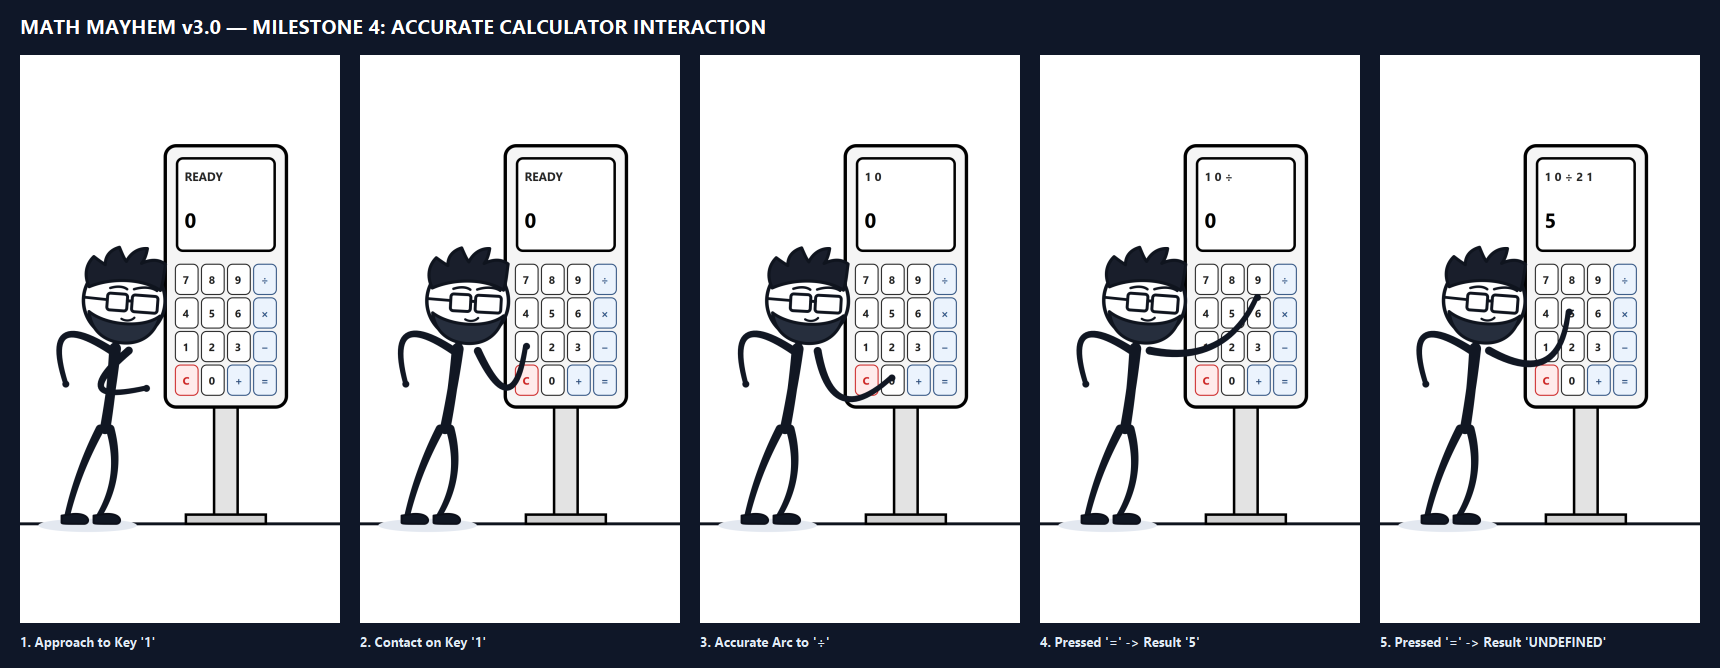 MATH MAYHEM v3.0 — MILESTONE 4: ACCURATE CALCULATOR INTERACTION
READY
0
7 8 9 ÷
4 5 6 ×
1 2 3 −
C 0 + =
1. Approach to Key '1'
READY
0
7 8 9 ÷
4 5 6 ×
2 3 −
C 0 + =
2. Contact on Key '1'
1 0
0
7 8 9 ÷
4 5 6 ×
1 2 3 −
C + =
3. Accurate Arc to '÷'
1 0 ÷
0
7 8 9 ÷
4 5 6 ×
2 3 −
C 0 + =
4. Pressed '=' -> Result '5'
1 0 ÷ 2 1
5
7 8 9 ÷
4 6 ×
1 2 3 −
C 0 + =
5. Pressed '=' -> Result 'UNDEFINED'